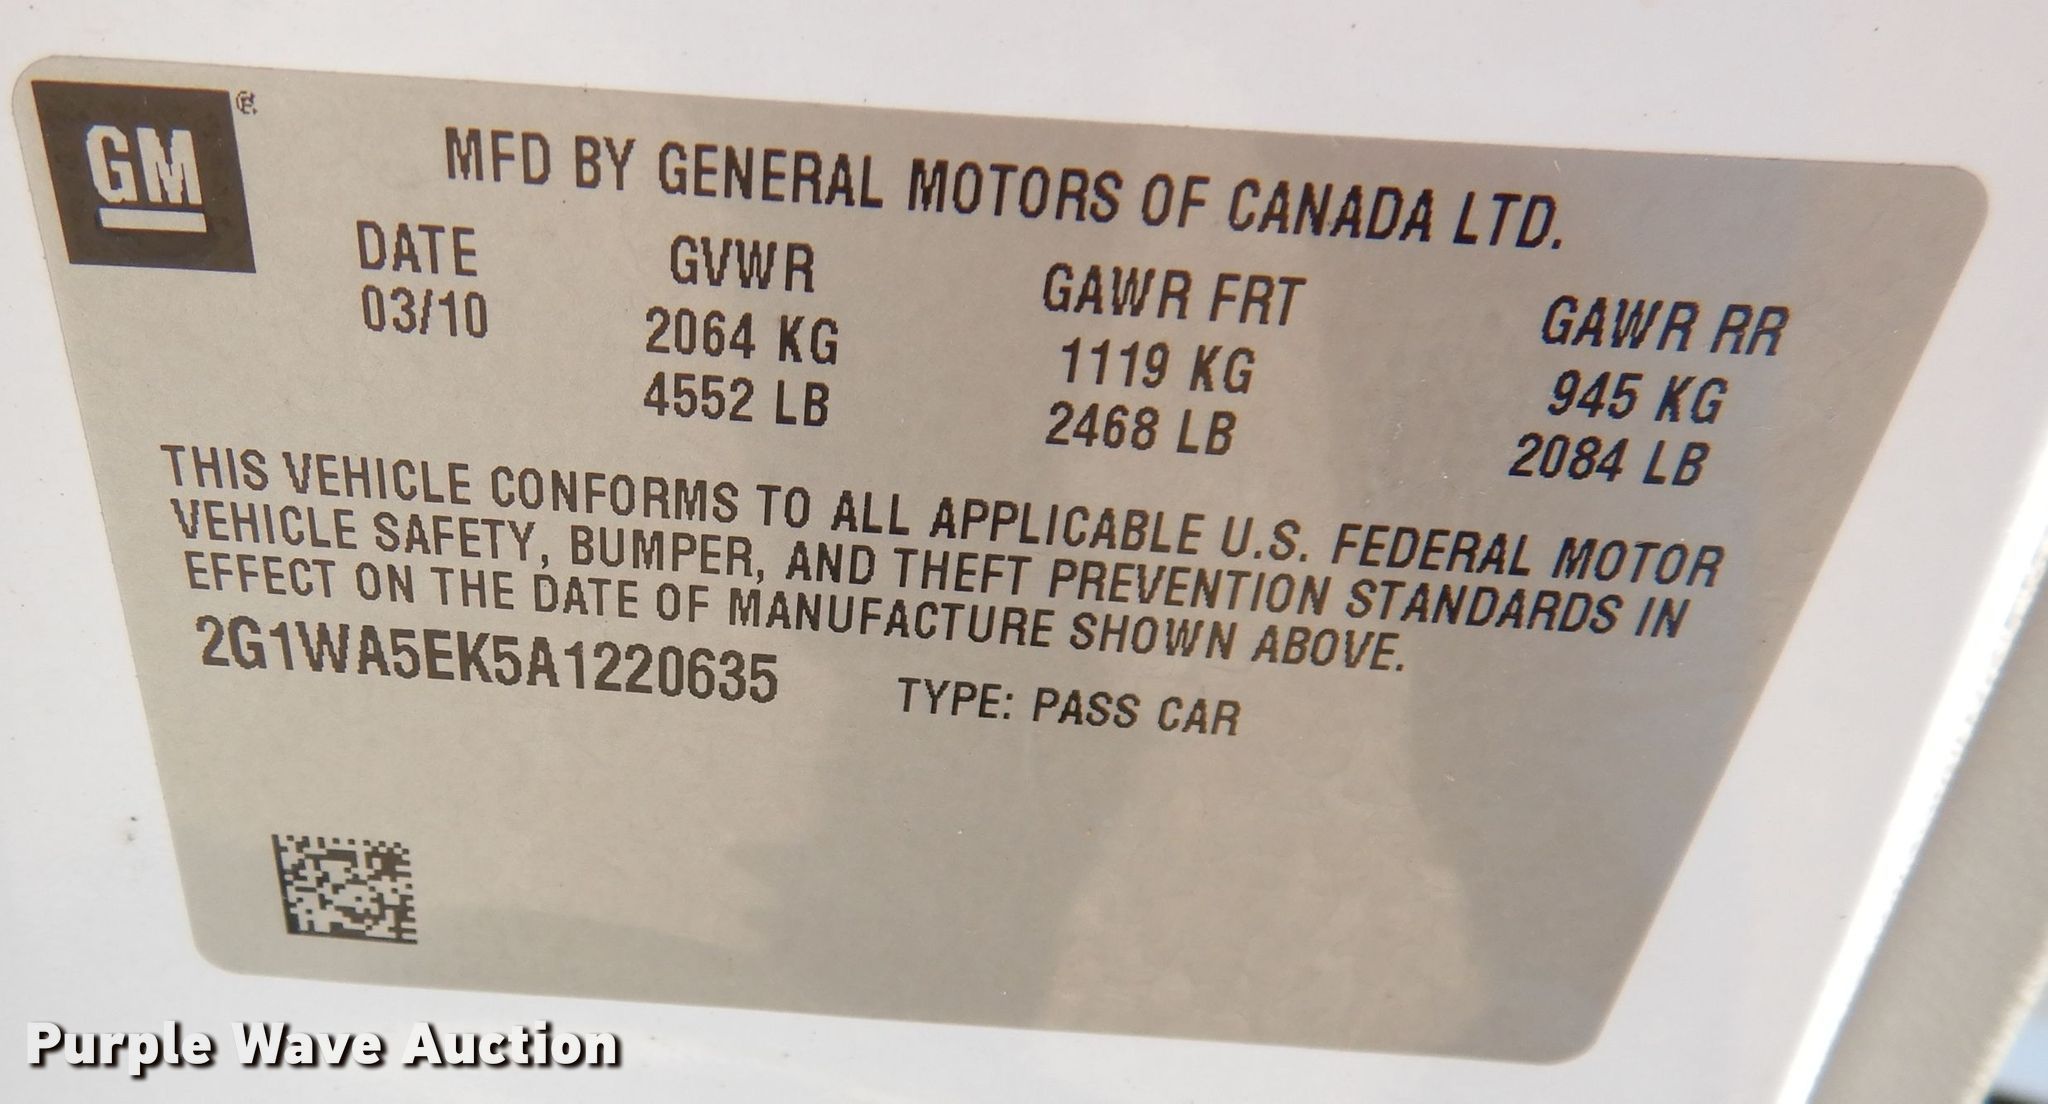 GM
MFD BY GENERAL MOTORS OF CANADA LTD.
DATE GVWR GAWR FRT GAWR RR
03/10 2064 KG 1119 KG 945 KG
4552 LB 2468 LB 2084 LB
THIS VEHICLE CONFORMS TO ALL APPLICABLE U.S. FEDERAL MOTOR
VEHICLE SAFETY, BUMPER, AND THEFT PREVENTION STANDARDS IN
EFFECT ON THE DATE OF MANUFACTURE SHOWN ABOVE.
2G1WA5EK5A1220635 TYPE: PASS CAR
Purple Wave Auction